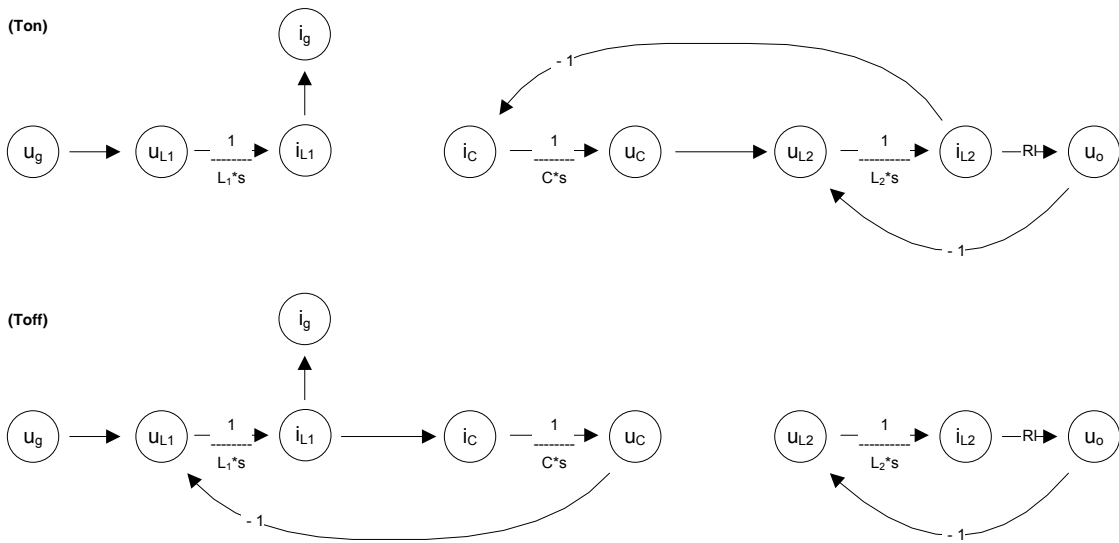 (Ton)
i_g
- 1
u_g u_L1 1 i_L1 i_C 1 u_C u_L2 1 i_L2 Rl u_o
L_1*s C*s L_2*s
- 1
(Toff)
i_g
u_g u_L1 1 i_L1 i_C 1 u_C u_L2 1 i_L2 Rl u_o
L_1*s C*s L_2*s
- 1 - 1